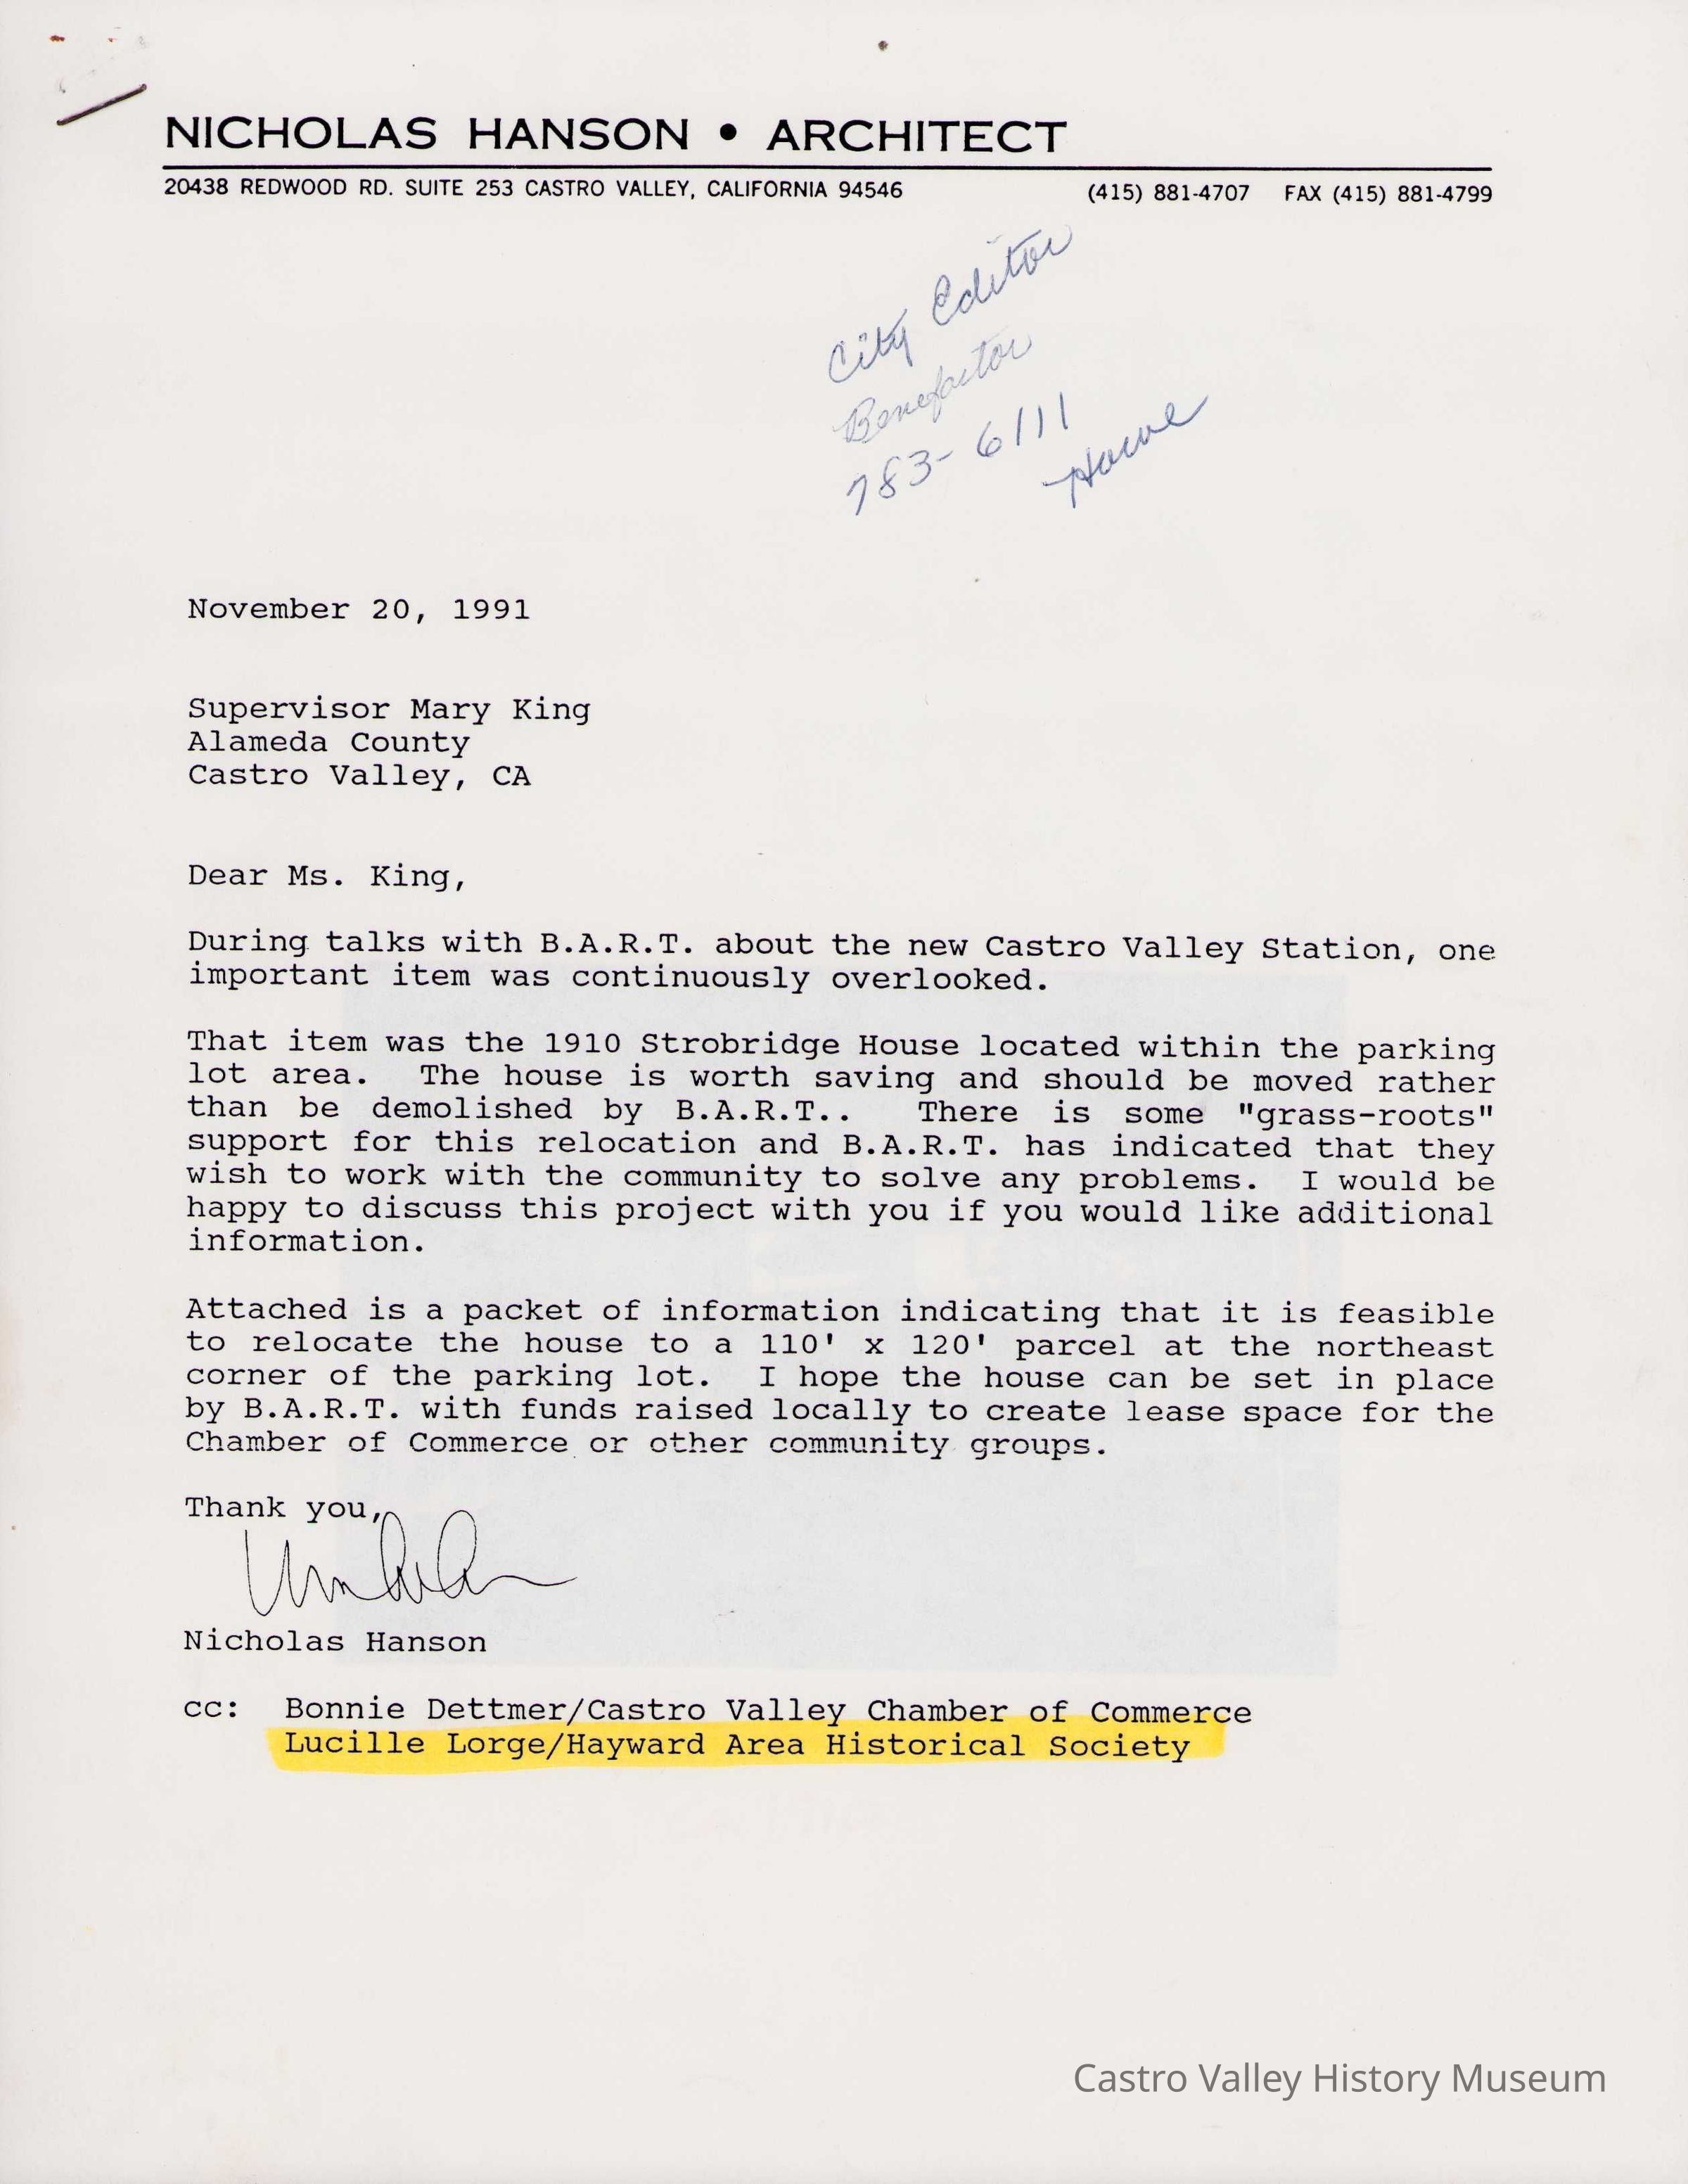 NICHOLAS HANSON • ARCHITECT
20438 REDWOOD RD. SUITE 253 CASTRO VALLEY, CALIFORNIA 94546 (415) 881-4707 FAX (415) 881-4799
City Editor
Benefactor
783-6111
November 20, 1991
Supervisor Mary King
Alameda County
Castro Valley, CA
Dear Ms. King,
During talks with B.A.R.T. about the new Castro Valley Station, one
important item was continuously overlooked.
That item was the 1910 Strobridge House located within the parking
lot area. The house is worth saving and should be moved rather
than be demolished by B.A.R.T.. There is some "grass-roots"
support for this relocation and B.A.R.T. has indicated that they
wish to work with the community to solve any problems. I would be
happy to discuss this project with you if you would like additional
information.
Attached is a packet of information indicating that it is feasible
to relocate the house to a 110' x 120' parcel at the northeast
corner of the parking lot. I hope the house can be set in place
by B.A.R.T. with funds raised locally to create lease space for the
Chamber of Commerce or other community groups.
Thank you,
Nicholas Hanson
cc: Bonnie Dettmer/Castro Valley Chamber of Commerce
Lucille Lorge/Hayward Area Historical Society
Castro Valley History Museum